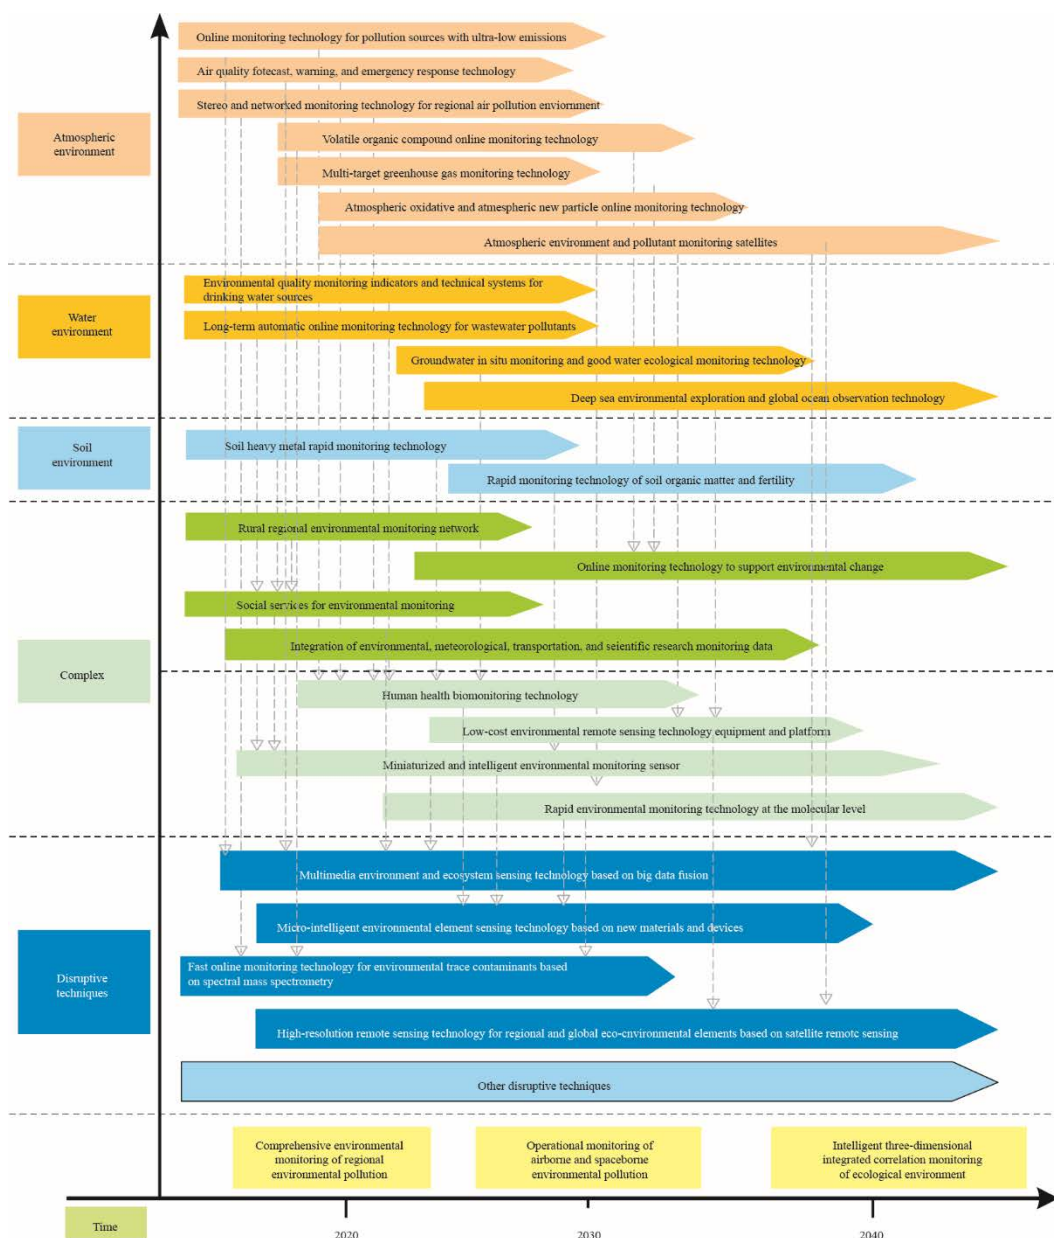 Online monitoring technology for pollution sources with ultra-low emissions
Air quality fotecast, warning, and emergency response technology
Stereo and networked monitoring technology for regional air pollution enviornment
Atmospheric
environment
Volatile organic compound online monitoring technology
Multi-target greenhouse gas monitoring technology
Atmospheric oxidative and atmespheric new particle online monitoring technology
Atmospheric environment and pollutant monitoring satellites
Water
environment
Environmental quality monitoring indicators and technical systems for
drinking water sources
Long-term automatic online monitoring technology for wastewater pollutants
Groundwater in situ monitoring and good water ecological monitoring technology
Deep sea environmental exploration and global ocean observation technology
Soil
environment
Soil heavy metal rapid monitoring technology
Rapid monitoring technology of soil organic matter and fertility
Rural regional environmental monitoring network
Online monitoring technology to support environmental change
Social services for environmental monitoring
Integration of environmental, meteorological, transportation, and seientific research monitoring data
Complex
Human health biomonitoring technology
Low-cost environmental remote sensing technology equipment and platform
Miniaturized and intelligent environmental monitoring sensor
Rapid environmental monitoring technology at the molecular level
Multimedia environment and ecosystem sensing technology based on big data fusion
Micro-intelligent environmental element sensing technology based on new materials and devices
Disruptive
techniques
Fast online monitoring technology for environmental trace contaminants based
on spectral mass spectrometry
High-resolution remote sensing technology for regional and global eco-cnvironmental elements based on satellite remotc sensing
Other disruptive techniques
Comprehensive environmental
monitoring of regional
environmental pollution
Operational monitoring of
airborne and spaceborne
environmental pollution
Intelligent three-dimensional
integrated correlation monitoring
of ecological environment
Time
2020
2030
2040